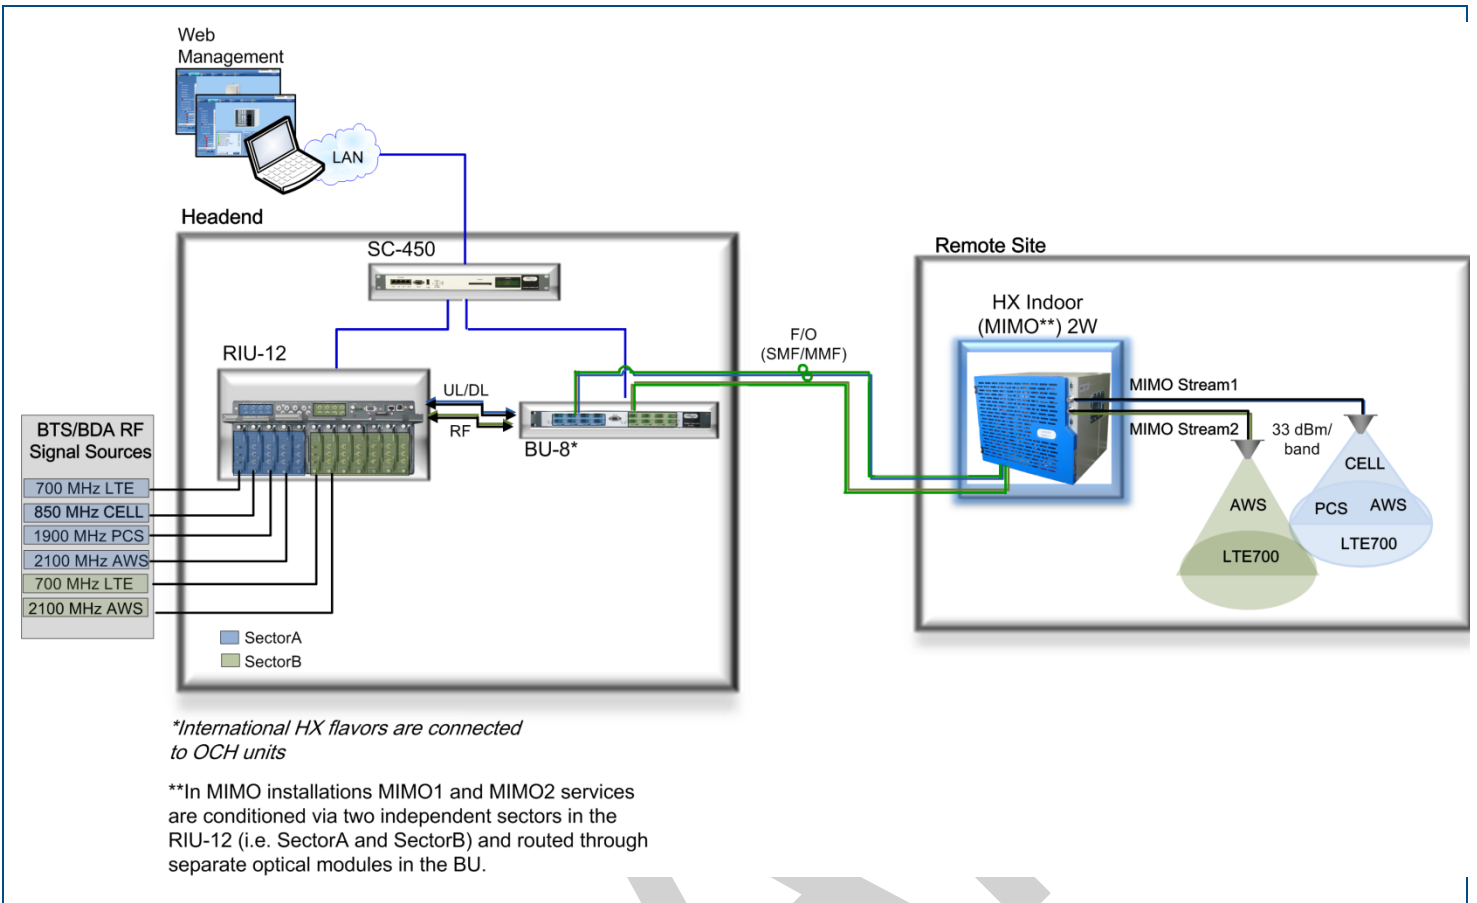 Web
Management
LAN
Headend
SC-450
RIU-12
UL/DL
RF
BU-8*
BTS/BDA RF
Signal Sources
700 MHz LTE
850 MHz CELL
1900 MHz PCS
2100 MHz AWS
700 MHz LTE
2100 MHz AWS
SectorA
SectorB
F/O
(SMF/MMF)
Remote Site
HX Indoor
(MIMO**) 2W
MIMO Stream1
MIMO Stream2
33 dBm/
band
CELL
PCS AWS
LTE700
AWS
LTE700
*International HX flavors are connected
to OCH units
**In MIMO installations MIMO1 and MIMO2 services
are conditioned via two independent sectors in the
RIU-12 (i.e. SectorA and SectorB) and routed through
separate optical modules in the BU.